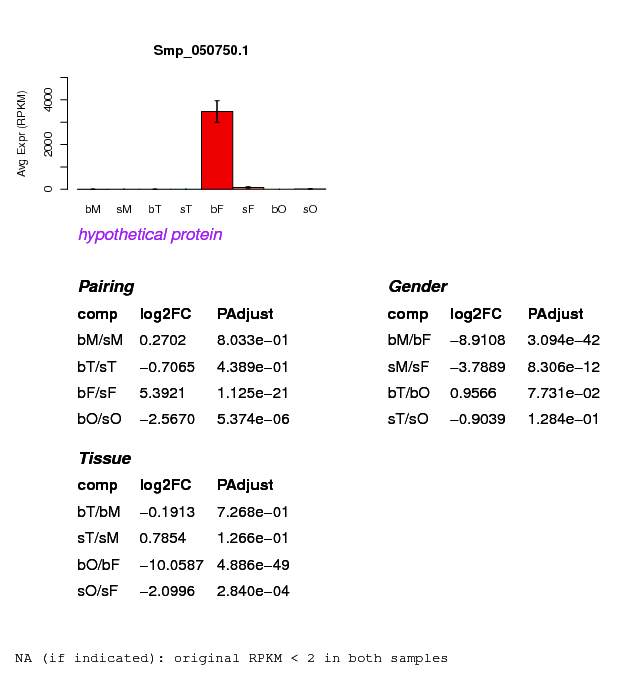 Smp_050750.1
Avg Expr (RPKM)
0 2000 4000
bM sM bT sT bF sF bO sO
hypothetical protein
Pairing
comp log2FC PAdjust
bM/sM 0.2702 8.033e−01
bT/sT −0.7065 4.389e−01
bF/sF 5.3921 1.125e−21
bO/sO −2.5670 5.374e−06
Gender
comp log2FC PAdjust
bM/bF −8.9108 3.094e−42
sM/sF −3.7889 8.306e−12
bT/bO 0.9566 7.731e−02
sT/sO −0.9039 1.284e−01
Tissue
comp log2FC PAdjust
bT/bM −0.1913 7.268e−01
sT/sM 0.7854 1.266e−01
bO/bF −10.0587 4.886e−49
sO/sF −2.0996 2.840e−04
NA (if indicated): original RPKM < 2 in both samples